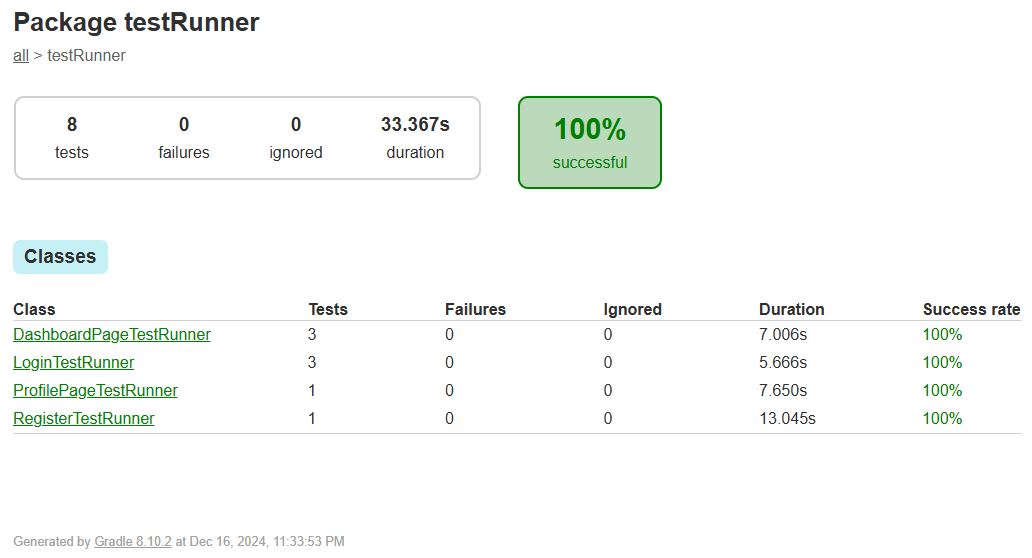 Package testRunner
all > testRunner
8 0 0 33.367s
tests failures ignored duration
100%
successful
Classes
Class Tests Failures Ignored Duration Success rate
DashboardPageTestRunner 3 0 0 7.006s 100%
LoginTestRunner 3 0 0 5.666s 100%
ProfilePageTestRunner 1 0 0 7.650s 100%
RegisterTestRunner 1 0 0 13.045s 100%
Generated by Gradle 8.10.2 at Dec 16, 2024, 11:33:53 PM